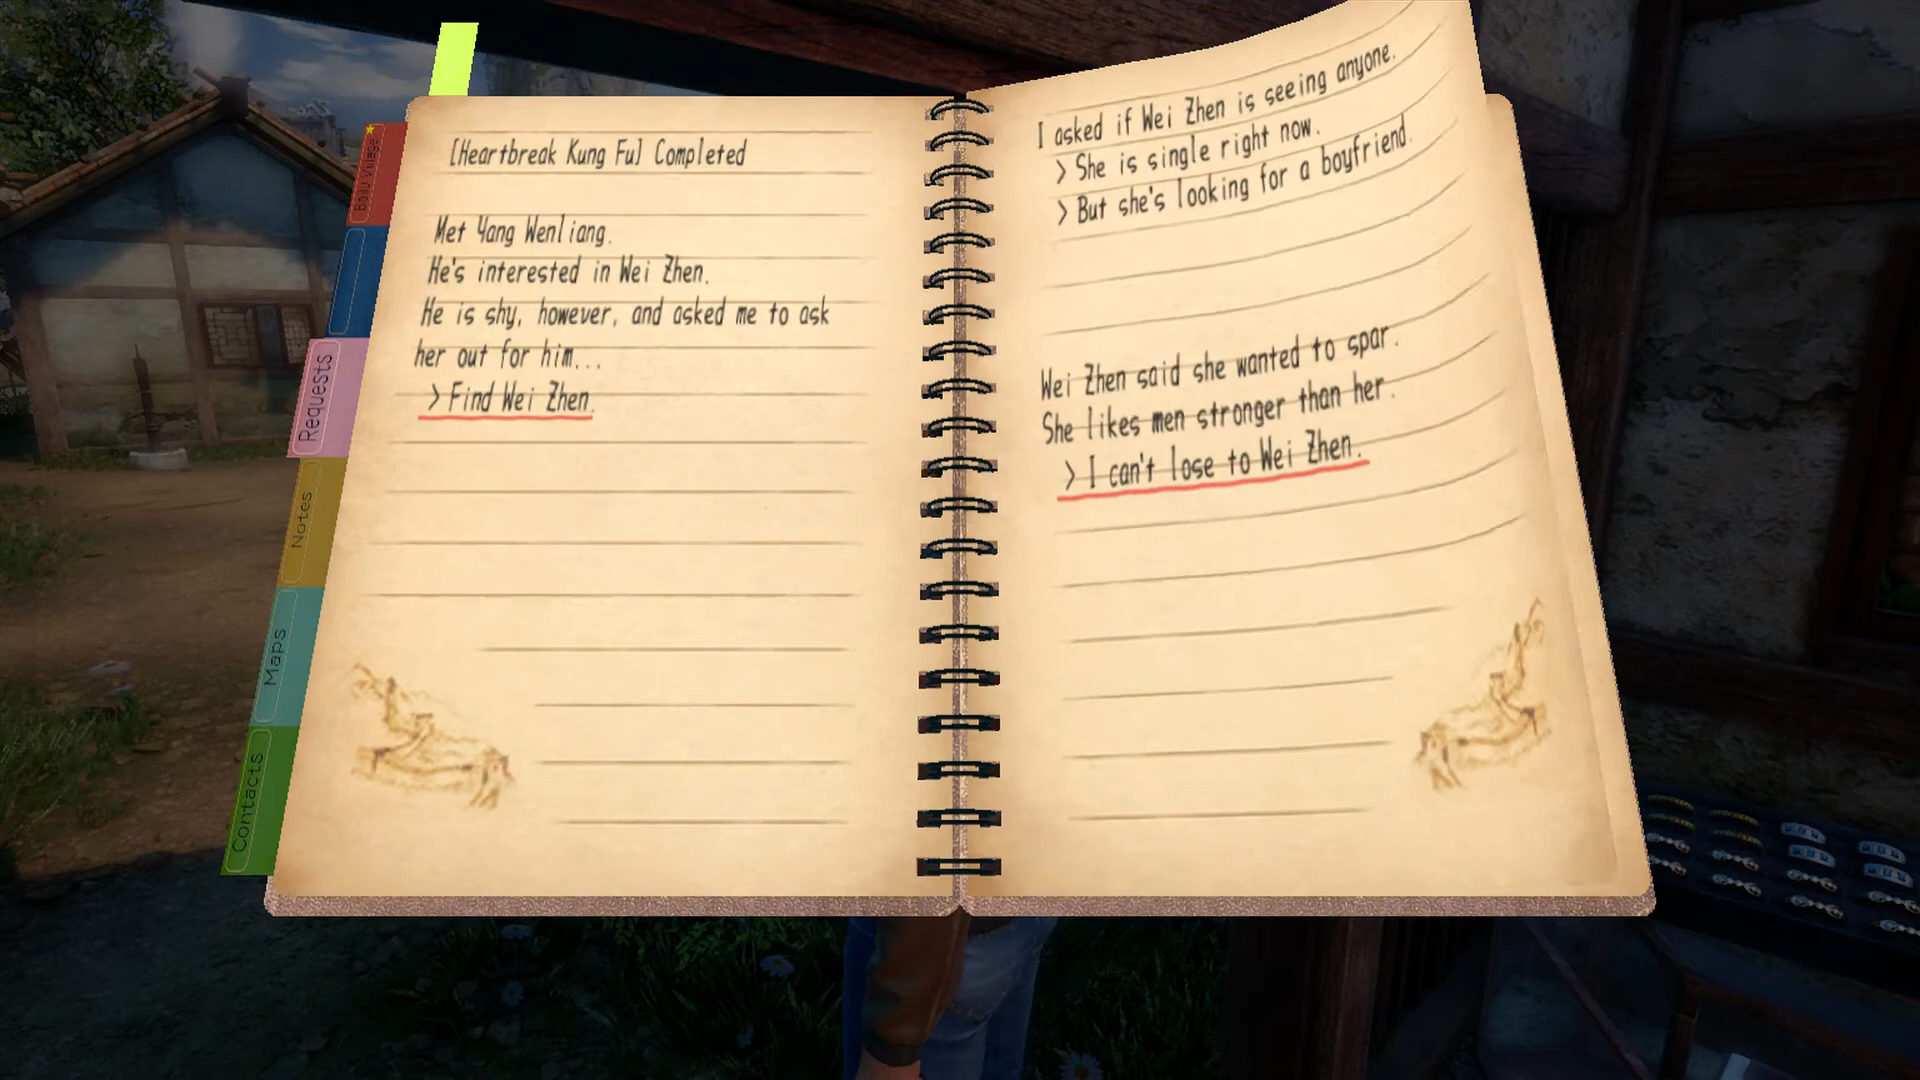 [Heartbreak Kung Fu] Completed
Met Yang Wenliang.
He's interested in Wei Zhen.
He is shy, however, and asked me to ask
her out for him...
> Find Wei Zhen.
I asked if Wei Zhen is seeing anyone.
> She is single right now.
> But she's looking for a boyfriend.
Wei Zhen said she wanted to spar.
She likes men stronger than her.
> I can't lose to Wei Zhen.
Bailu Village
Requests
Notes
Maps
Contacts